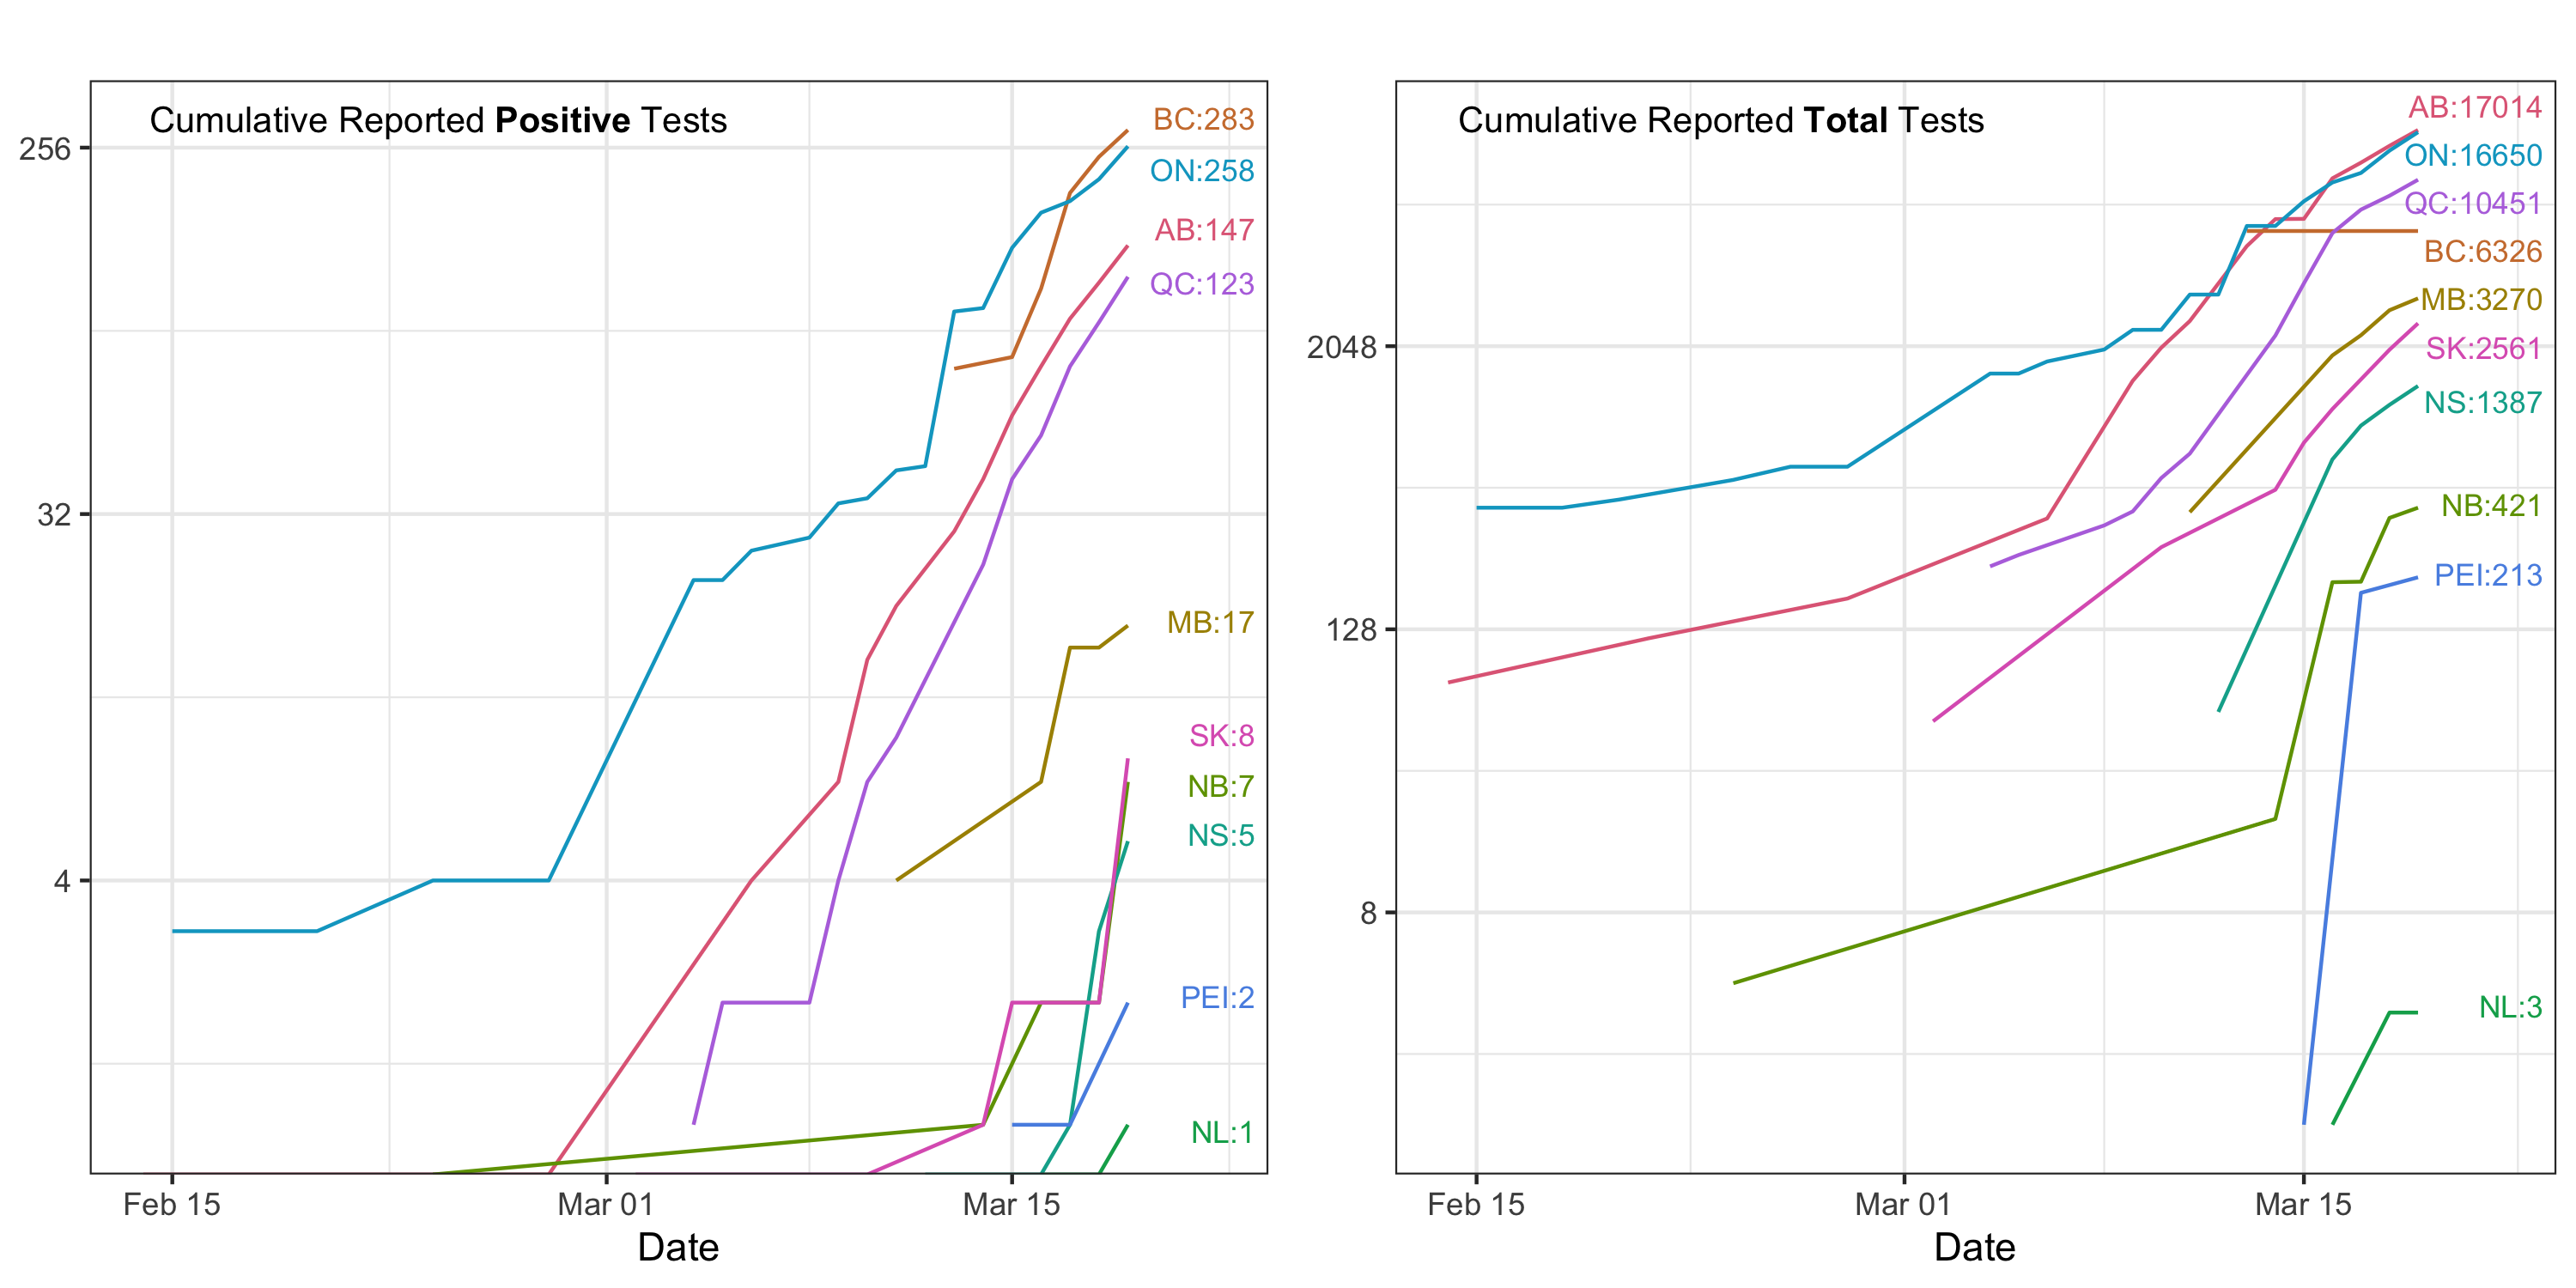 Cumulative Reported Positive Tests
256
32
4
BC:283
ON:258
AB:147
QC:123
MB:17
SK:8
NB:7
NS:5
PEI:2
NL:1
Feb 15 Mar 01 Mar 15
Date
Cumulative Reported Total Tests
2048
128
8
AB:17014
ON:16650
QC:10451
BC:6326
MB:3270
SK:2561
NS:1387
NB:421
PEI:213
NL:3
Feb 15 Mar 01 Mar 15
Date